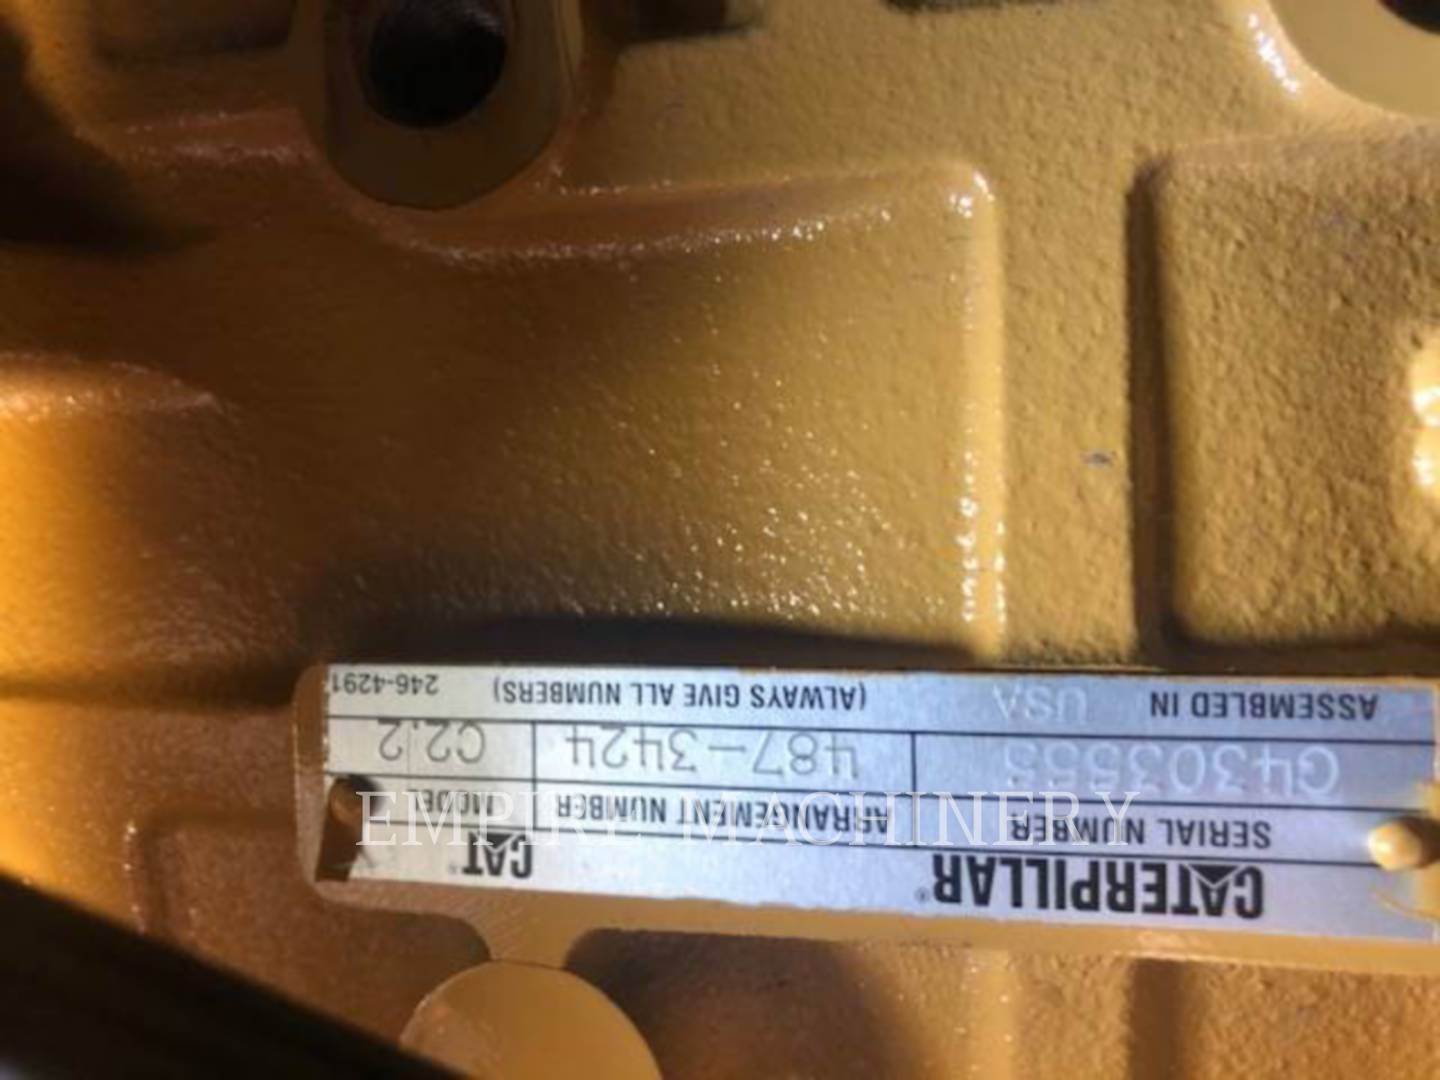 CATERPILLAR® CAT®
SERIAL NUMBER ARRANGEMENT NUMBER MODEL
G4303553 487-3424 C2.2
ASSEMBLED IN USA (ALWAYS GIVE ALL NUMBERS) 246-4291
EMPIRE MACHINERY